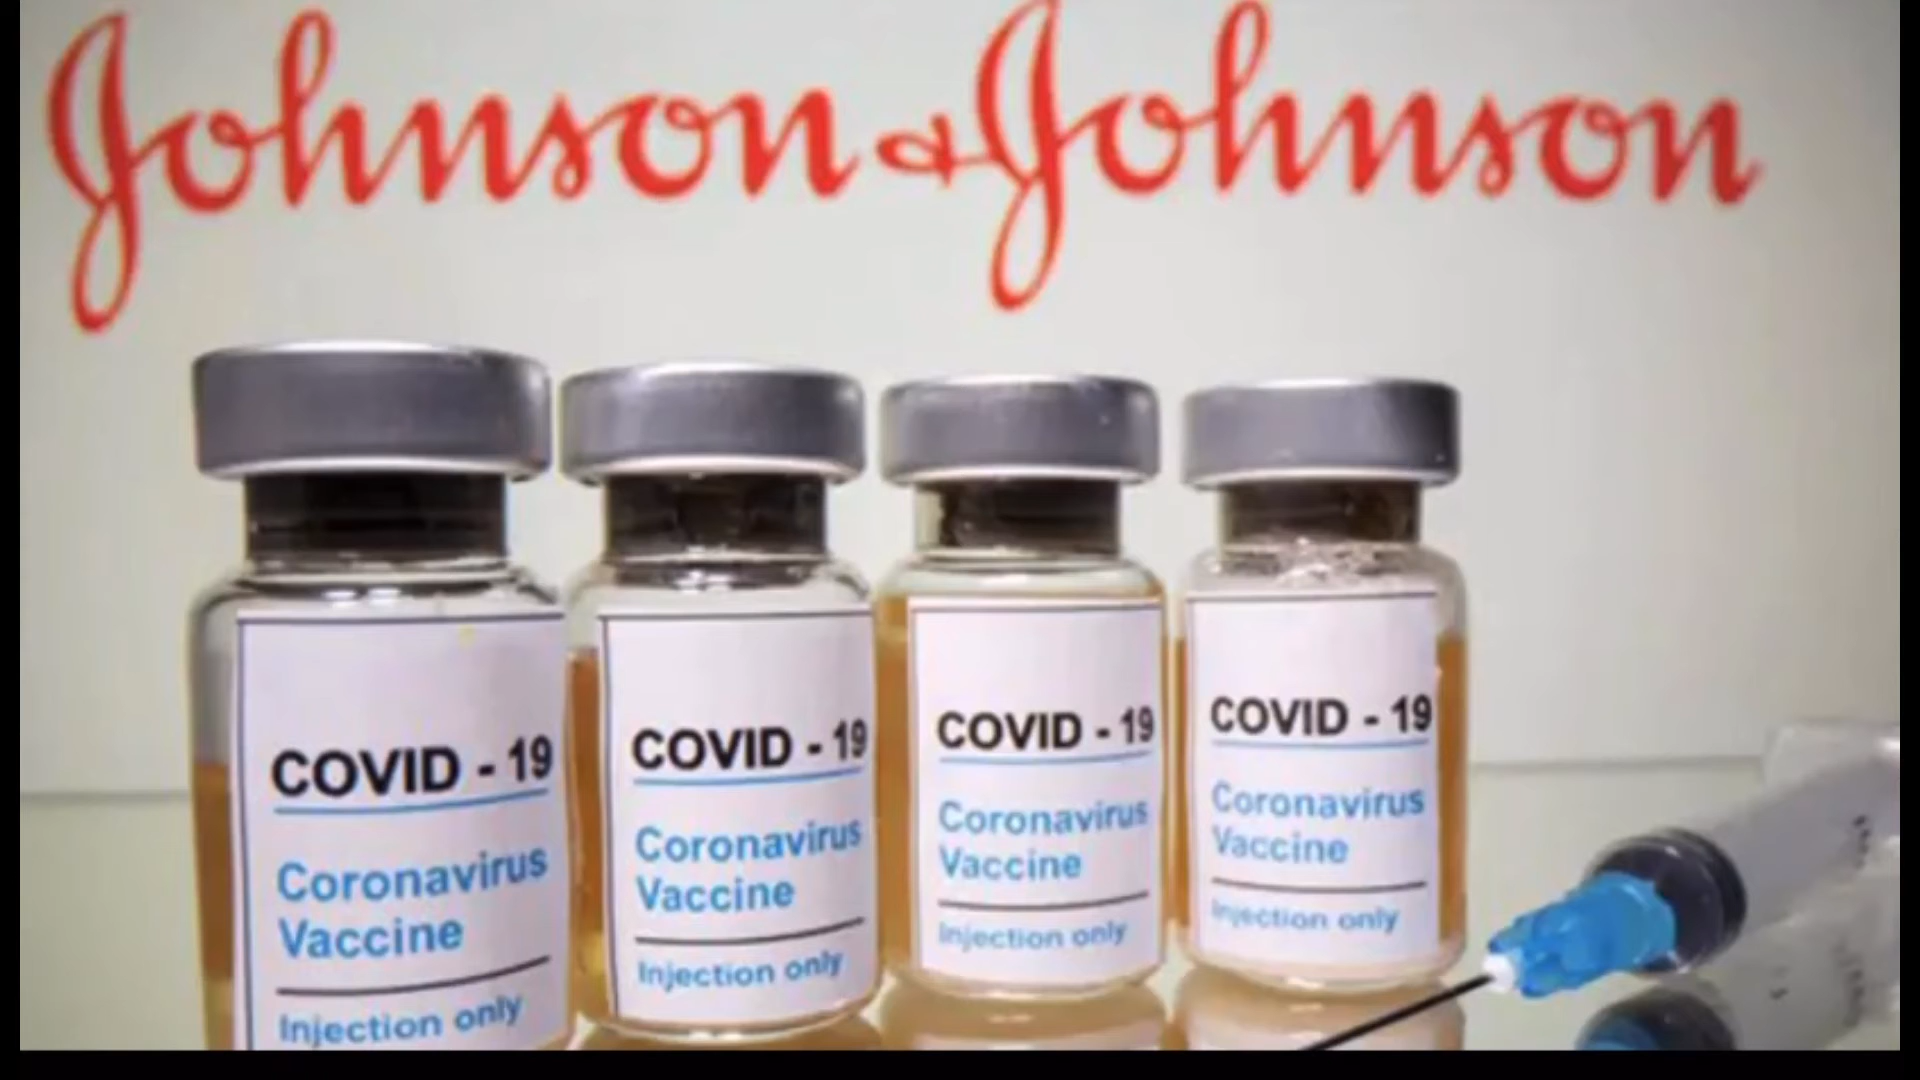 Johnson & Johnson
COVID - 19
Coronavirus
Vaccine
Injection only
COVID - 19
Coronavirus
Vaccine
Injection only
COVID - 19
Coronavirus
Vaccine
Injection only
COVID - 19
Coronavirus
Vaccine
Injection only